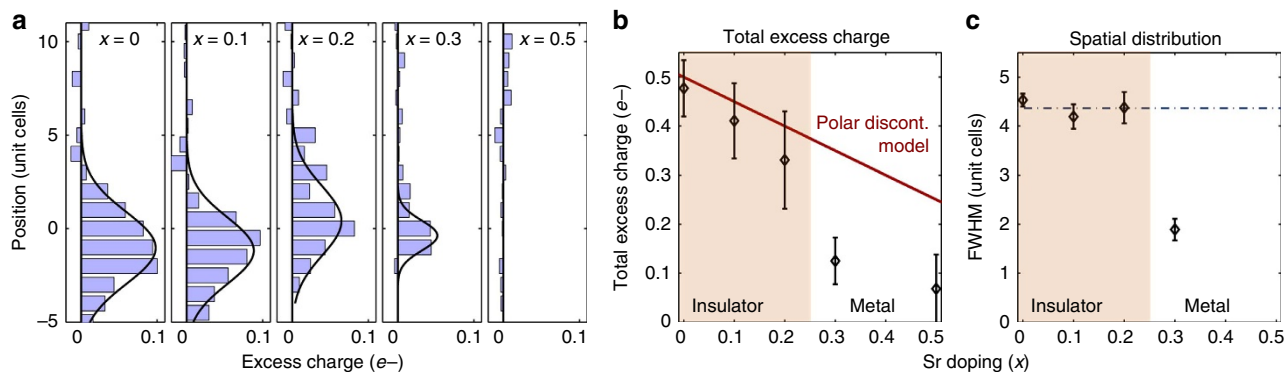 a
x = 0
x = 0.1
x = 0.2
x = 0.3
x = 0.5
10
5
0
−5
Position (unit cells)
0 0.1 0 0.1 0 0.1 0 0.1 0 0.1
Excess charge (e−)
b
Total excess charge
0.5
0.4
0.3
0.2
0.1
0
Total excess charge (e−)
Polar discont.
model
Insulator
Metal
0 0.1 0.2 0.3 0.4 0.5
c
Spatial distribution
5
4
3
2
1
0
FWHM (unit cells)
Insulator
Metal
0 0.1 0.2 0.3 0.4 0.5
Sr doping (x)